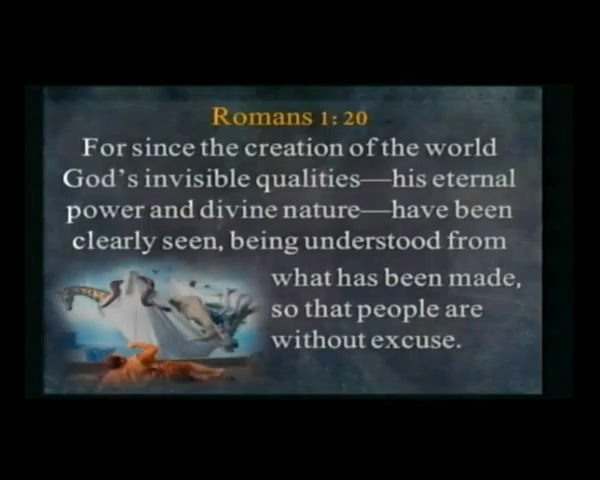 Romans 1:20
For since the creation of the world
God's invisible qualities—his eternal
power and divine nature—have been
clearly seen, being understood from
what has been made,
so that people are
without excuse.